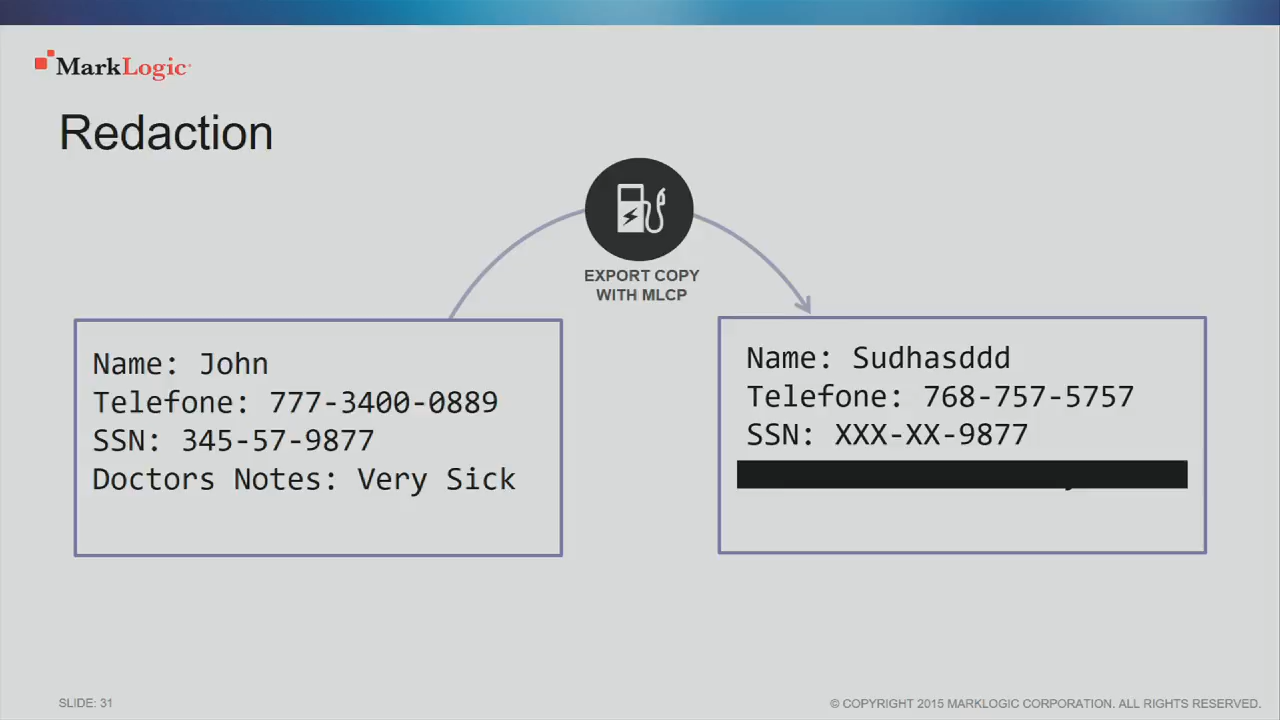 MarkLogic
Redaction
EXPORT COPY
WITH MLCP
Name: John
Telefone: 777-3400-0889
SSN: 345-57-9877
Doctors Notes: Very Sick
Name: Sudhasddd
Telefone: 768-757-5757
SSN: XXX-XX-9877
SLIDE: 31
© COPYRIGHT 2015 MARKLOGIC CORPORATION. ALL RIGHTS RESERVED.